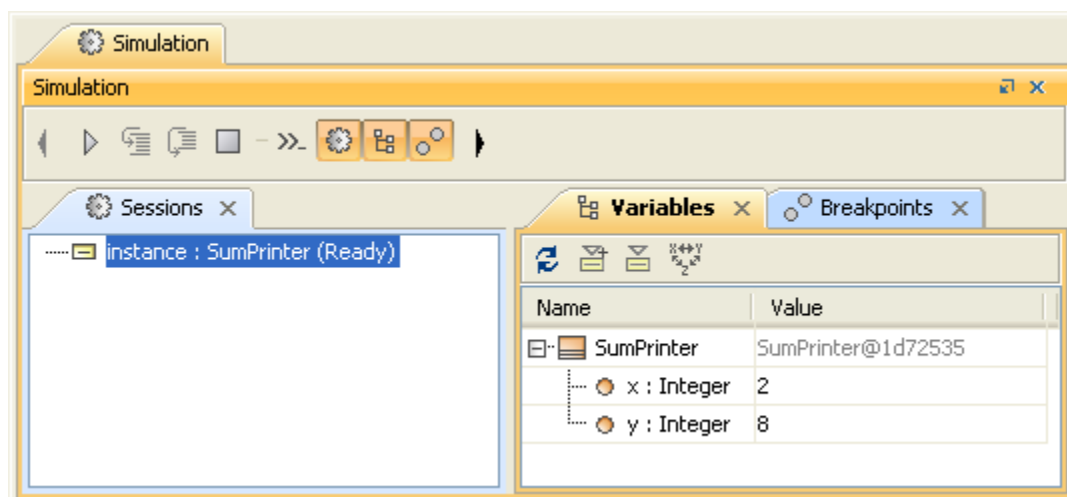 Simulation
Simulation
Sessions
Variables
Breakpoints
instance : SumPrinter (Ready)
X Y
Z
Name Value
SumPrinter SumPrinter@1d72535
x : Integer 2
y : Integer 8